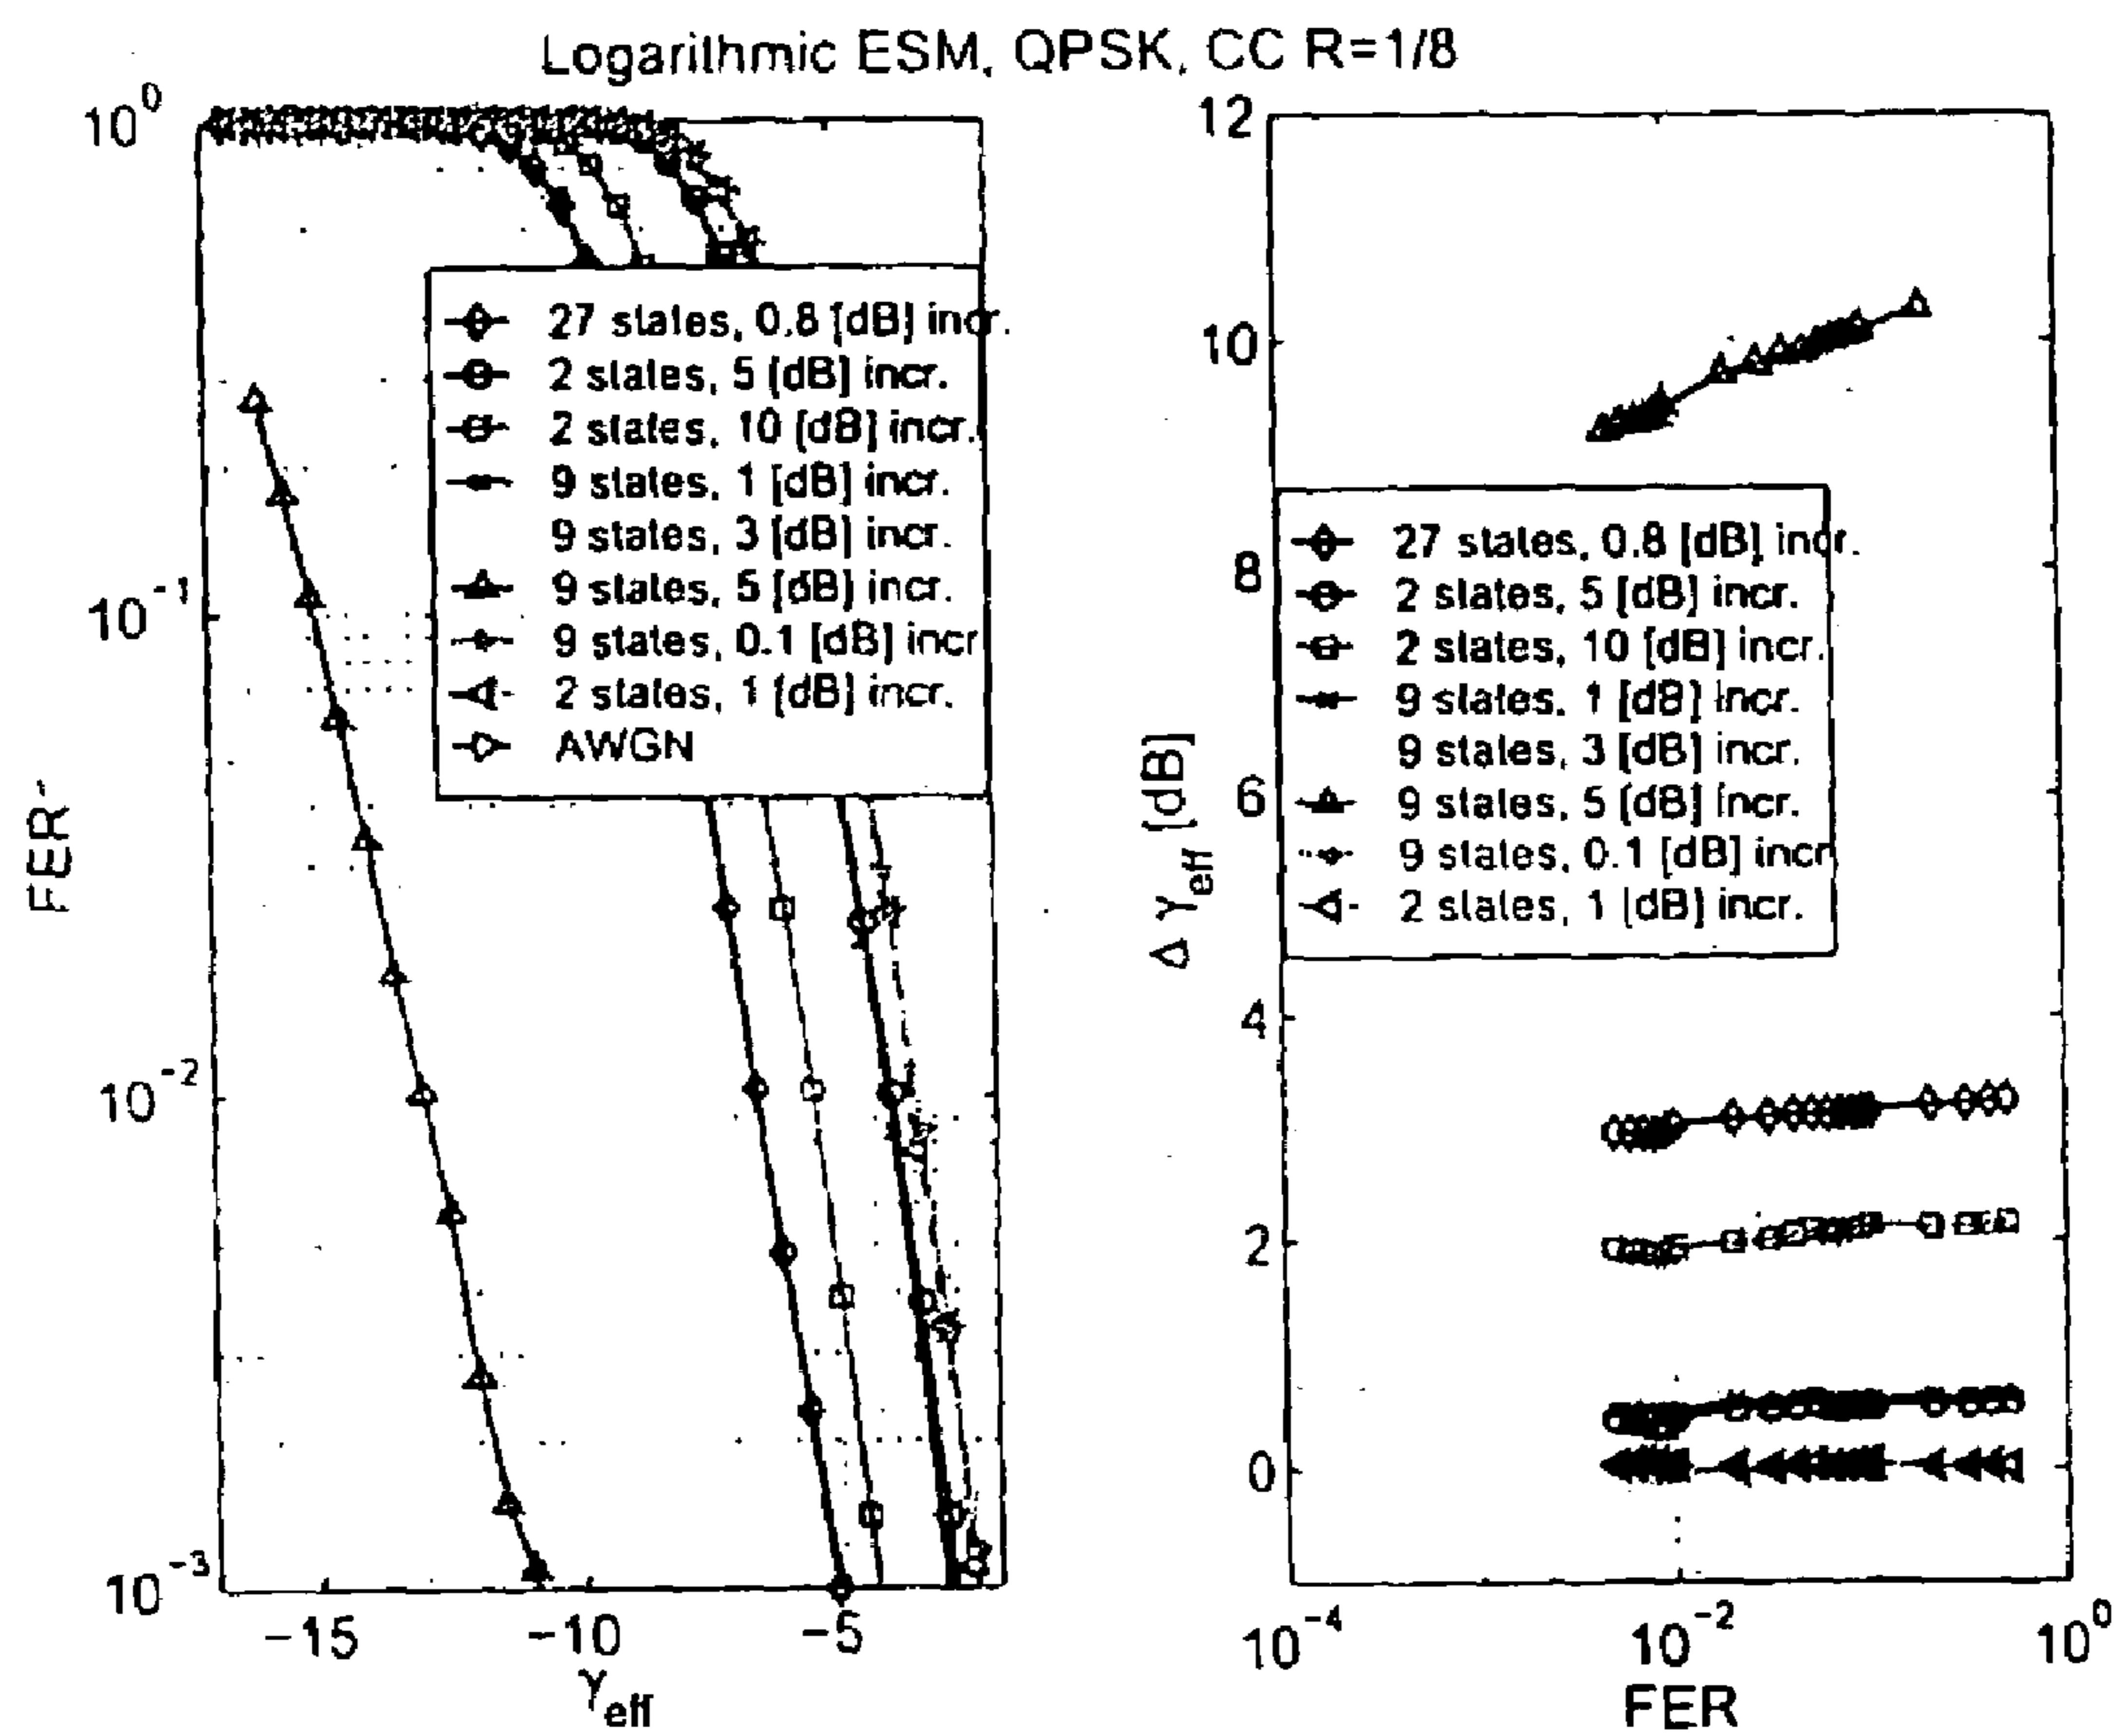 Logarithmic ESM, QPSK, CC R=1/8
10^0
10^-1
10^-2
10^-3
FER
-15
-10
-5
γeff
27 states, 0.8 [dB] incr.
2 states, 5 [dB] incr.
2 states, 10 [dB] incr.
9 states, 1 [dB] incr.
9 states, 3 [dB] incr.
9 states, 5 [dB] incr.
9 states, 0.1 [dB] incr
2 states, 1 [dB] incr.
AWGN
12
10
8
6
4
2
0
Δ γeff [dB]
27 states, 0.8 [dB] incr.
2 states, 5 [dB] incr.
2 states, 10 [dB] incr.
9 states, 1 [dB] incr.
9 states, 3 [dB] incr.
9 states, 5 [dB] incr.
9 states, 0.1 [dB] incr
2 states, 1 [dB] incr.
10^-4
10^-2
10^0
FER